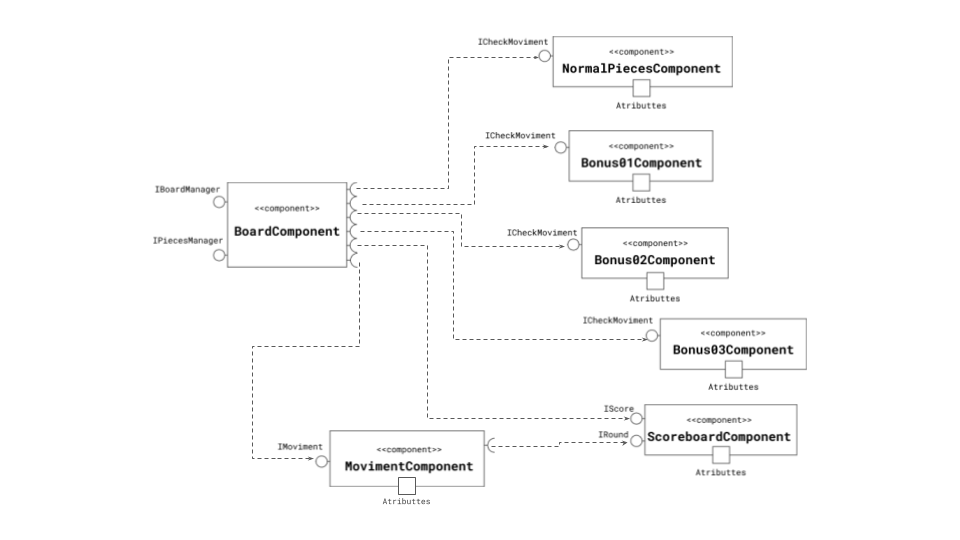 ICheckMoviment
<<component>>
NormalPiecesComponent
Atributtes
ICheckMoviment
<<component>>
Bonus01Component
Atributtes
IBoardManager
<<component>>
BoardComponent
IPiecesManager
ICheckMoviment
<<component>>
Bonus02Component
Atributtes
ICheckMoviment
<<component>>
Bonus03Component
Atributtes
IScore
<<component>>
IRound
ScoreboardComponent
Atributtes
IMoviment
<<component>>
MovimentComponent
Atributtes